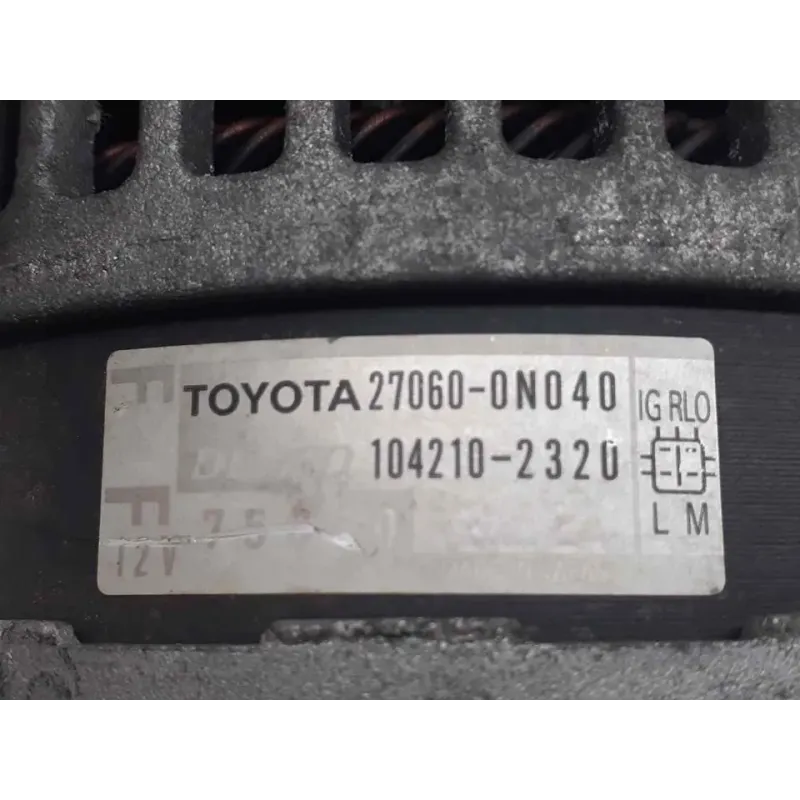 TOYOTA 27060-0N040
104210-2320
12V
IG RLO
L M